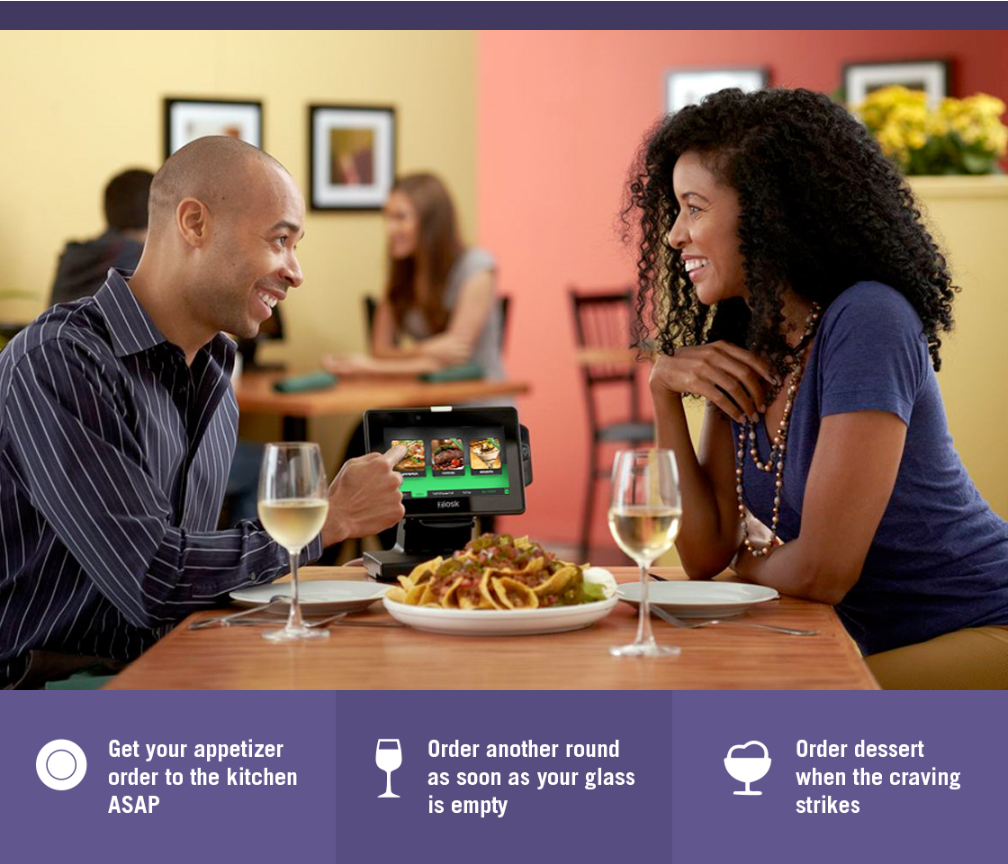 ziosk
Get your appetizer
order to the kitchen
ASAP
Order another round
as soon as your glass
is empty
Order dessert
when the craving
strikes